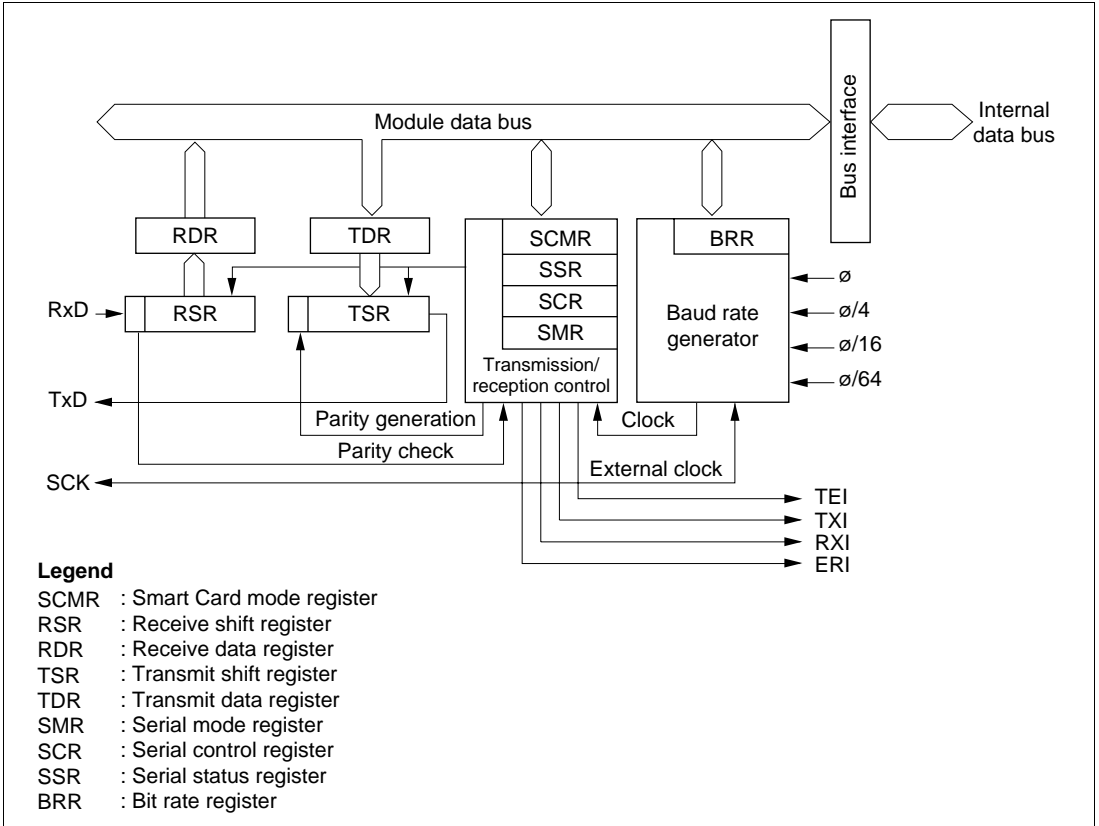 Module data bus
Bus interface
Internal
data bus
RDR
TDR
SCMR
BRR
SSR
SCR
SMR
RxD
RSR
TSR
Baud rate
generator
ø
ø/4
ø/16
ø/64
Transmission/
reception control
TxD
Parity generation
Clock
Parity check
External clock
SCK
TEI
TXI
RXI
ERI
Legend
SCMR : Smart Card mode register
RSR : Receive shift register
RDR : Receive data register
TSR : Transmit shift register
TDR : Transmit data register
SMR : Serial mode register
SCR : Serial control register
SSR : Serial status register
BRR : Bit rate register